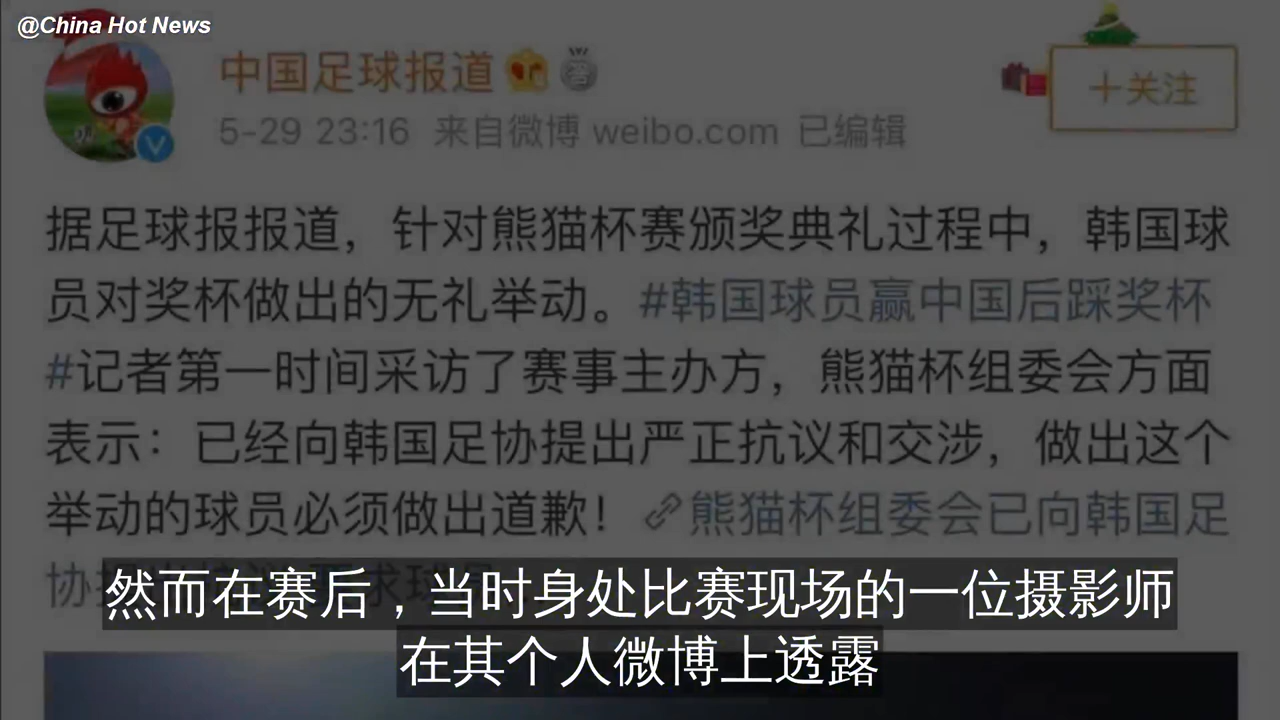 @China Hot News
中国足球报道
+关注
5-29 23:16 来自微博 weibo.com 已编辑
据足球报报道，针对熊猫杯赛颁奖典礼过程中，韩国球
员对奖杯做出的无礼举动。#韩国球员赢中国后踩奖杯
#记者第一时间采访了赛事主办方，熊猫杯组委会方面
表示：已经向韩国足协提出严正抗议和交涉，做出这个
举动的球员必须做出道歉！熊猫杯组委会已向韩国足
协
然而在赛后，当时身处比赛现场的一位摄影师
在其个人微博上透露